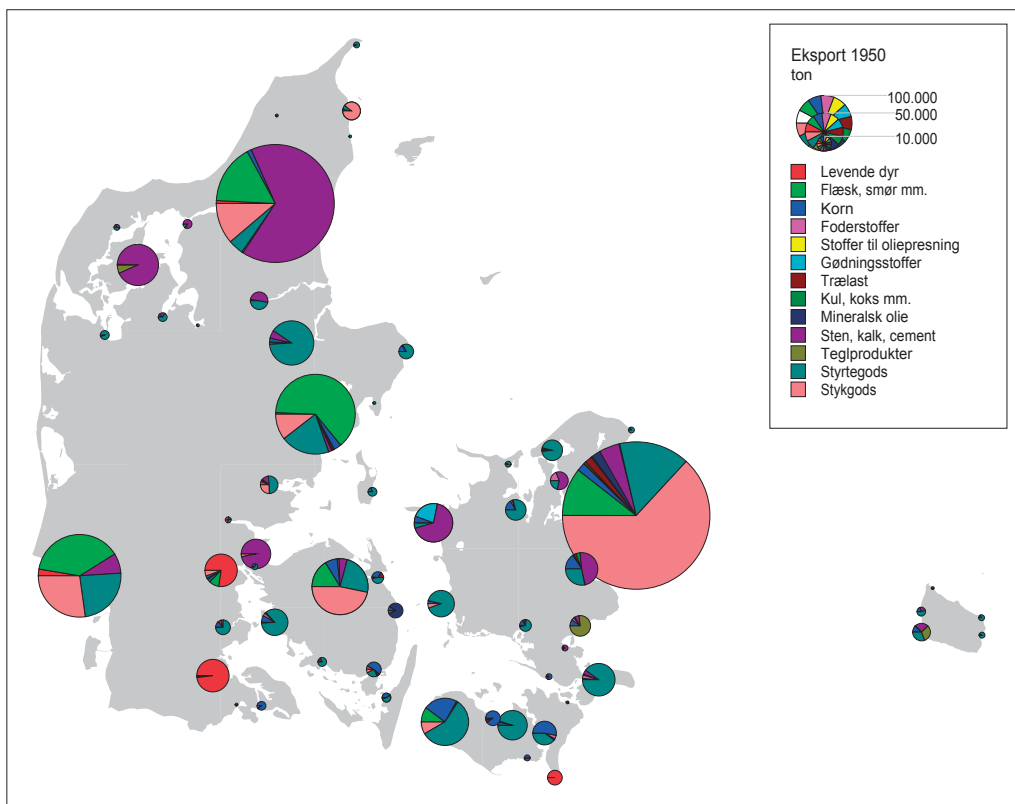 Eksport 1950
ton
100.000
50.000
10.000
Levende dyr
Flæsk, smør mm.
Korn
Foderstoffer
Stoffer til oliepresning
Gødningsstoffer
Trælast
Kul, koks mm.
Mineralsk olie
Sten, kalk, cement
Teglprodukter
Styrtegods
Stykgods